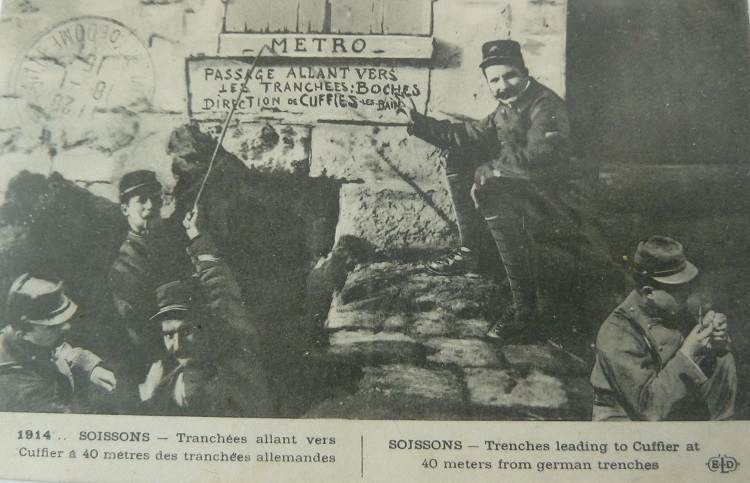 METRO
PASSAGE ALLANT VERS
LES TRANCHÉES: BOCHES
DIRECTION DE CUFFIES-LES-BAINS
1914 .. SOISSONS — Tranchées allant vers
Cuffier à 40 mètres des tranchées allemandes
SOISSONS — Trenches leading to Cuffier at
40 meters from german trenches
ELD